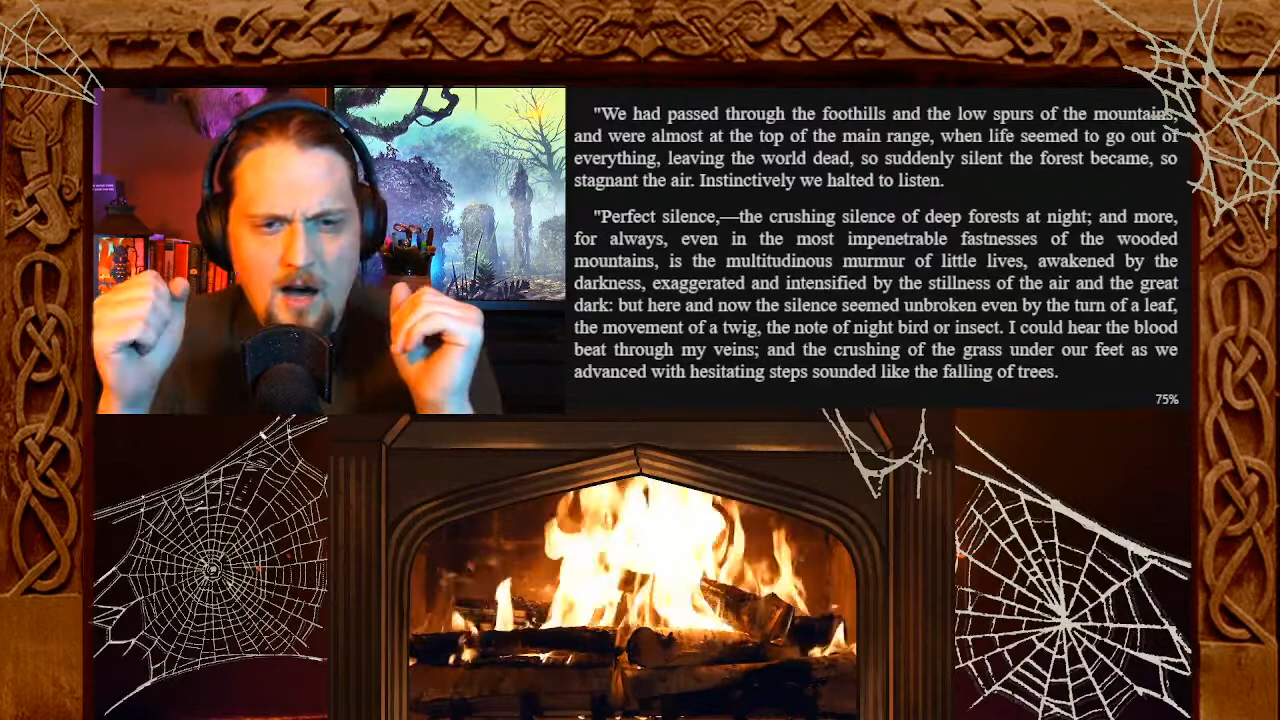 "We had passed through the foothills and the low spurs of the mountains,
and were almost at the top of the main range, when life seemed to go out of
everything, leaving the world dead, so suddenly silent the forest became, so
stagnant the air. Instinctively we halted to listen.
"Perfect silence,—the crushing silence of deep forests at night; and more,
for always, even in the most impenetrable fastnesses of the wooded
mountains, is the multitudinous murmur of little lives, awakened by the
darkness, exaggerated and intensified by the stillness of the air and the great
dark: but here and now the silence seemed unbroken even by the turn of a leaf,
the movement of a twig, the note of night bird or insect. I could hear the blood
beat through my veins; and the crushing of the grass under our feet as we
advanced with hesitating steps sounded like the falling of trees.
75%